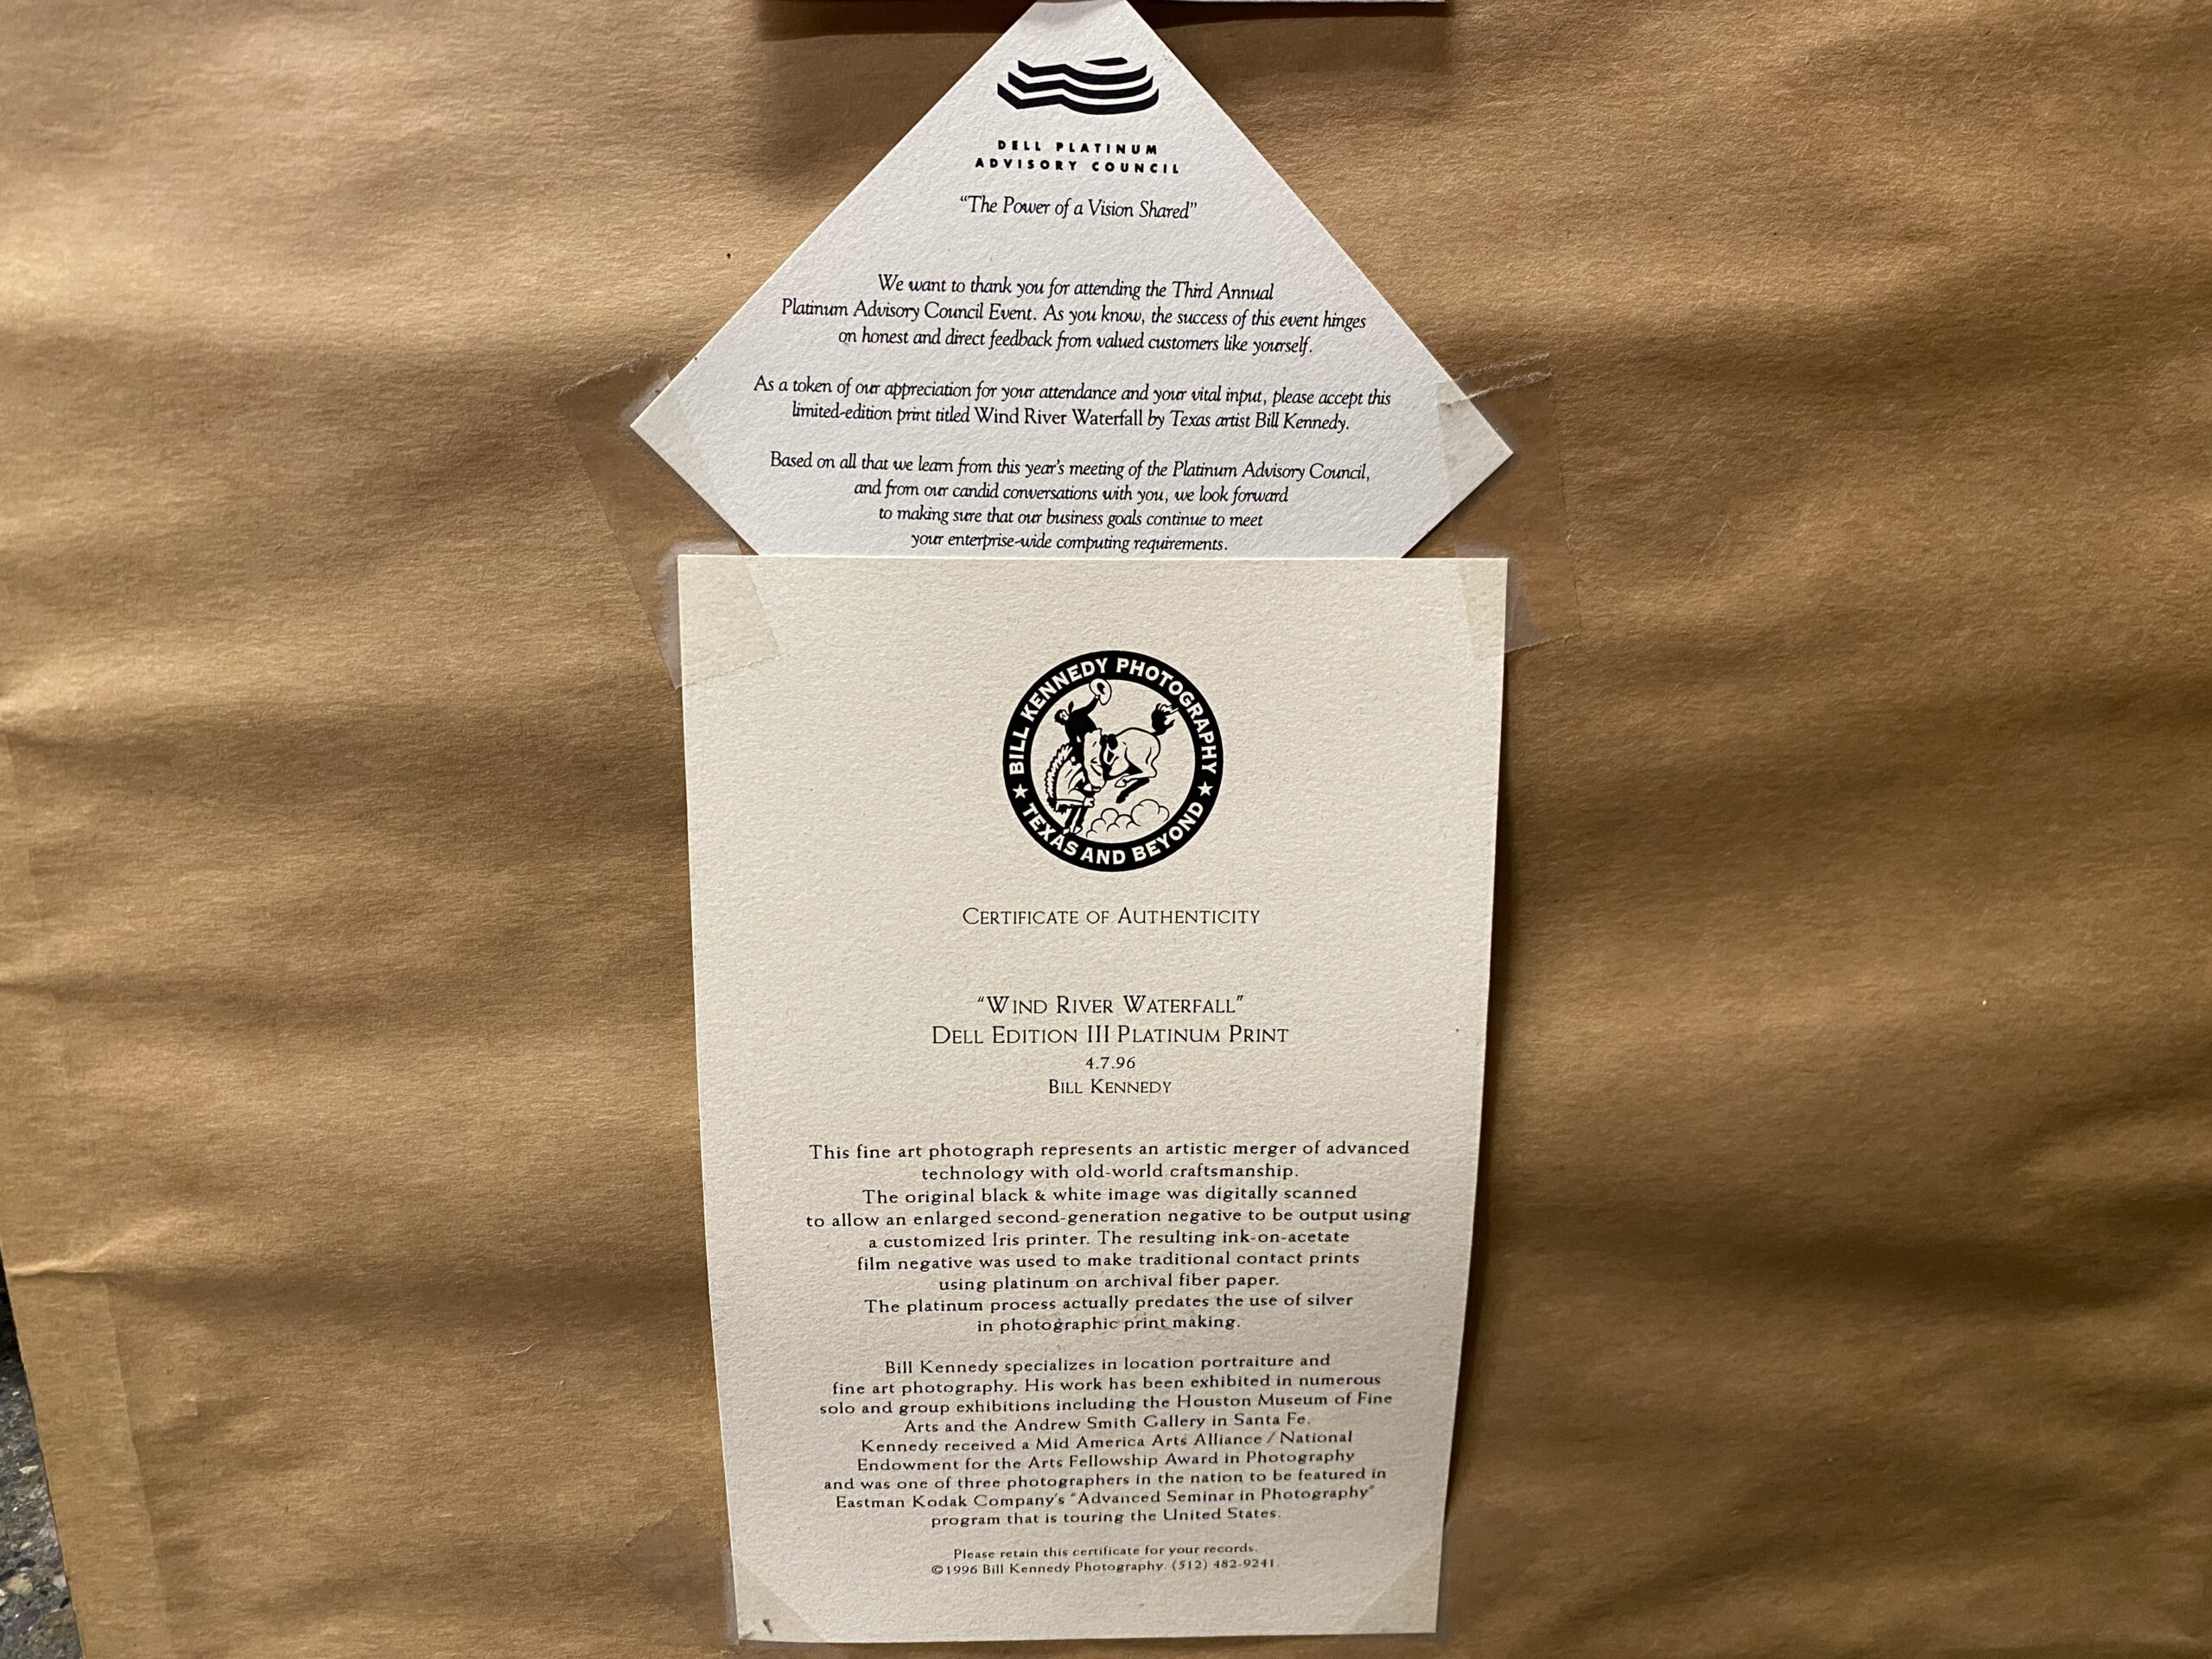 DELL PLATINUM
ADVISORY COUNCIL
“The Power of a Vision Shared”
We want to thank you for attending the Third Annual
Platinum Advisory Council Event. As you know, the success of this event hinges
on honest and direct feedback from valued customers like yourself.
As a token of our appreciation for your attendance and your vital input, please accept this
limited-edition print titled Wind River Waterfall by Texas artist Bill Kennedy.
Based on all that we learn from this year's meeting of the Platinum Advisory Council,
and from our candid conversations with you, we look forward
to making sure that our business goals continue to meet
your enterprise-wide computing requirements.
BILL KENNEDY PHOTOGRAPHY
★ TEXAS AND BEYOND ★
CERTIFICATE OF AUTHENTICITY
“WIND RIVER WATERFALL”
DELL EDITION III PLATINUM PRINT
4.7.96
BILL KENNEDY
This fine art photograph represents an artistic merger of advanced
technology with old-world craftsmanship.
The original black & white image was digitally scanned
to allow an enlarged second-generation negative to be output using
a customized Iris printer. The resulting ink-on-acetate
film negative was used to make traditional contact prints
using platinum on archival fiber paper.
The platinum process actually predates the use of silver
in photographic print making.
Bill Kennedy specializes in location portraiture and
fine art photography. His work has been exhibited in numerous
solo and group exhibitions including the Houston Museum of Fine
Arts and the Andrew Smith Gallery in Santa Fe.
Kennedy received a Mid America Arts Alliance / National
Endowment for the Arts Fellowship Award in Photography
and was one of three photographers in the nation to be featured in
Eastman Kodak Company's "Advanced Seminar in Photography"
program that is touring the United States.
Please retain this certificate for your records.
©1996 Bill Kennedy Photography. (512) 482-9241.